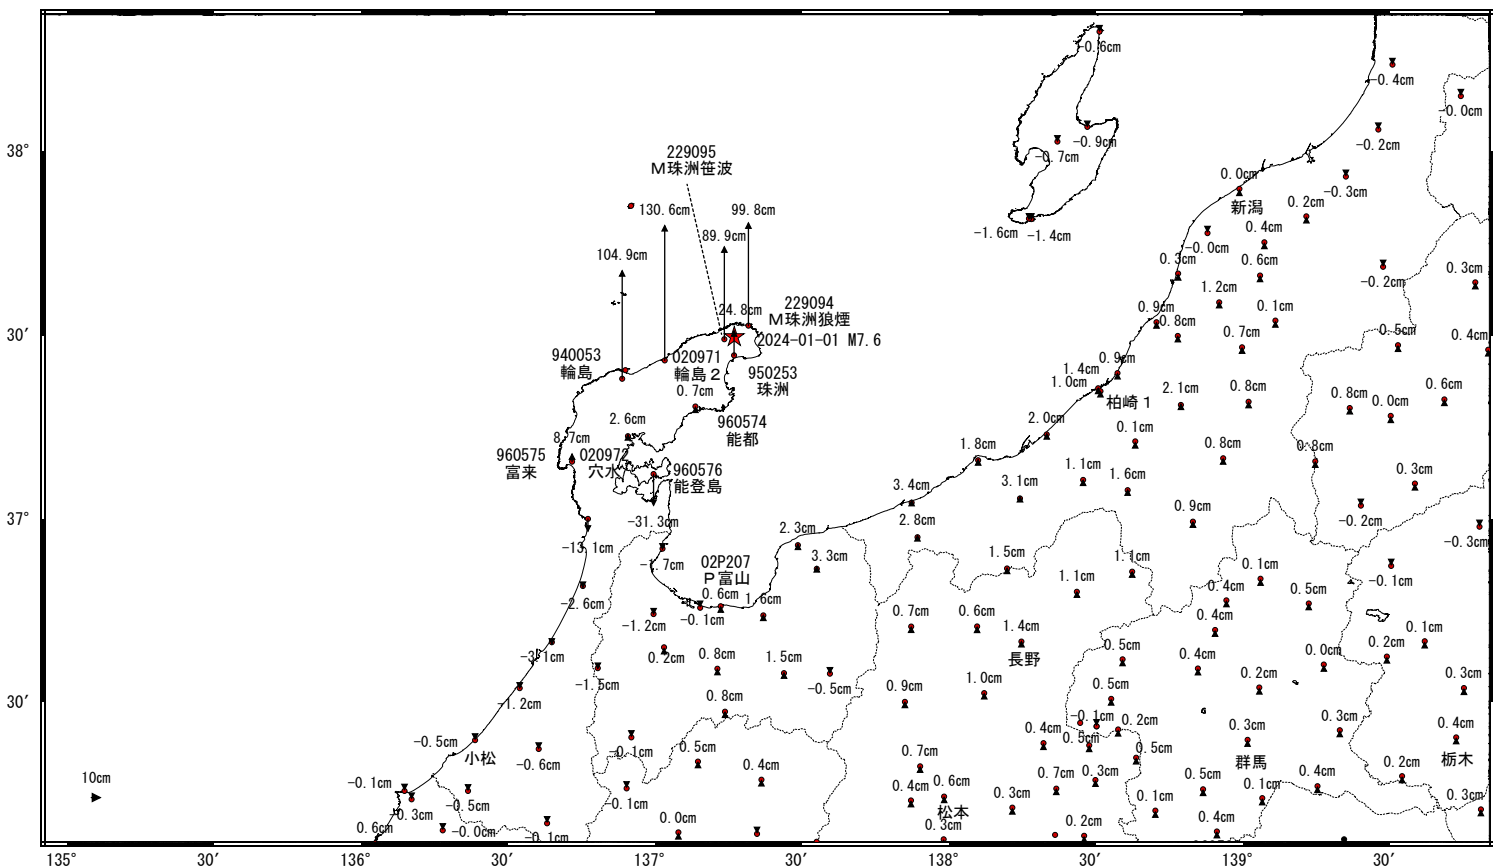 -0.6cm
-0.4cm
-0.0cm
-0.9cm
-0.2cm
-0.7cm
38°
229095
M珠洲笹波
-0.3cm
0.0cm
新潟
130.6cm
99.8cm
0.2cm
-1.6cm
-1.4cm
89.9cm
0.4cm
-0.0cm
104.9cm
0.3cm
0.6cm
-0.2cm
0.3cm
1.2cm
24.8cm
229094
M珠洲狼煙
0.9cm
0.1cm
30′
2024-01-01 M7.6
0.8cm
0.7cm
0.5cm
0.4cm
940053
輪島
020971
輪島２
950253
珠洲
1.4cm
0.9cm
1.0cm
柏崎１
0.7cm
2.1cm
0.8cm
0.8cm
0.0cm
0.6cm
960574
能都
2.6cm
2.0cm
0.1cm
8.7cm
960575
富来
020972
穴水
960576
能登島
1.8cm
0.8cm
0.8cm
1.1cm
1.6cm
0.3cm
3.4cm
3.1cm
0.9cm
-0.2cm
37°
-31.3cm
2.8cm
-0.3cm
-13.1cm
2.3cm
-1.7cm
02P207
P富山
3.3cm
1.5cm
1.1cm
0.1cm
-0.1cm
1.1cm
0.4cm
0.5cm
-2.6cm
0.6cm
1.6cm
-0.1cm
-1.2cm
0.7cm
0.6cm
1.4cm
長野
0.4cm
0.1cm
-3.1cm
0.2cm
0.8cm
1.5cm
0.5cm
0.4cm
0.0cm
0.2cm
-1.5cm
-0.5cm
0.9cm
1.0cm
0.5cm
0.2cm
0.3cm
30′
-1.2cm
0.8cm
-0.1cm
0.2cm
-0.5cm
小松
-0.6cm
-0.1cm
0.5cm
0.4cm
0.5cm
0.5cm
0.3cm
群馬
0.3cm
0.4cm
栃木
10cm
-0.1cm
-0.3cm
-0.5cm
-0.1cm
0.4cm
0.7cm
0.6cm
松本
0.3cm
0.7cm
0.3cm
0.5cm
0.1cm
0.4cm
0.2cm
0.3cm
0.6cm
-0.0cm
-0.1cm
0.0cm
0.3cm
0.2cm
0.1cm
0.4cm
135°
30′
136°
30′
137°
30′
138°
30′
139°
30′